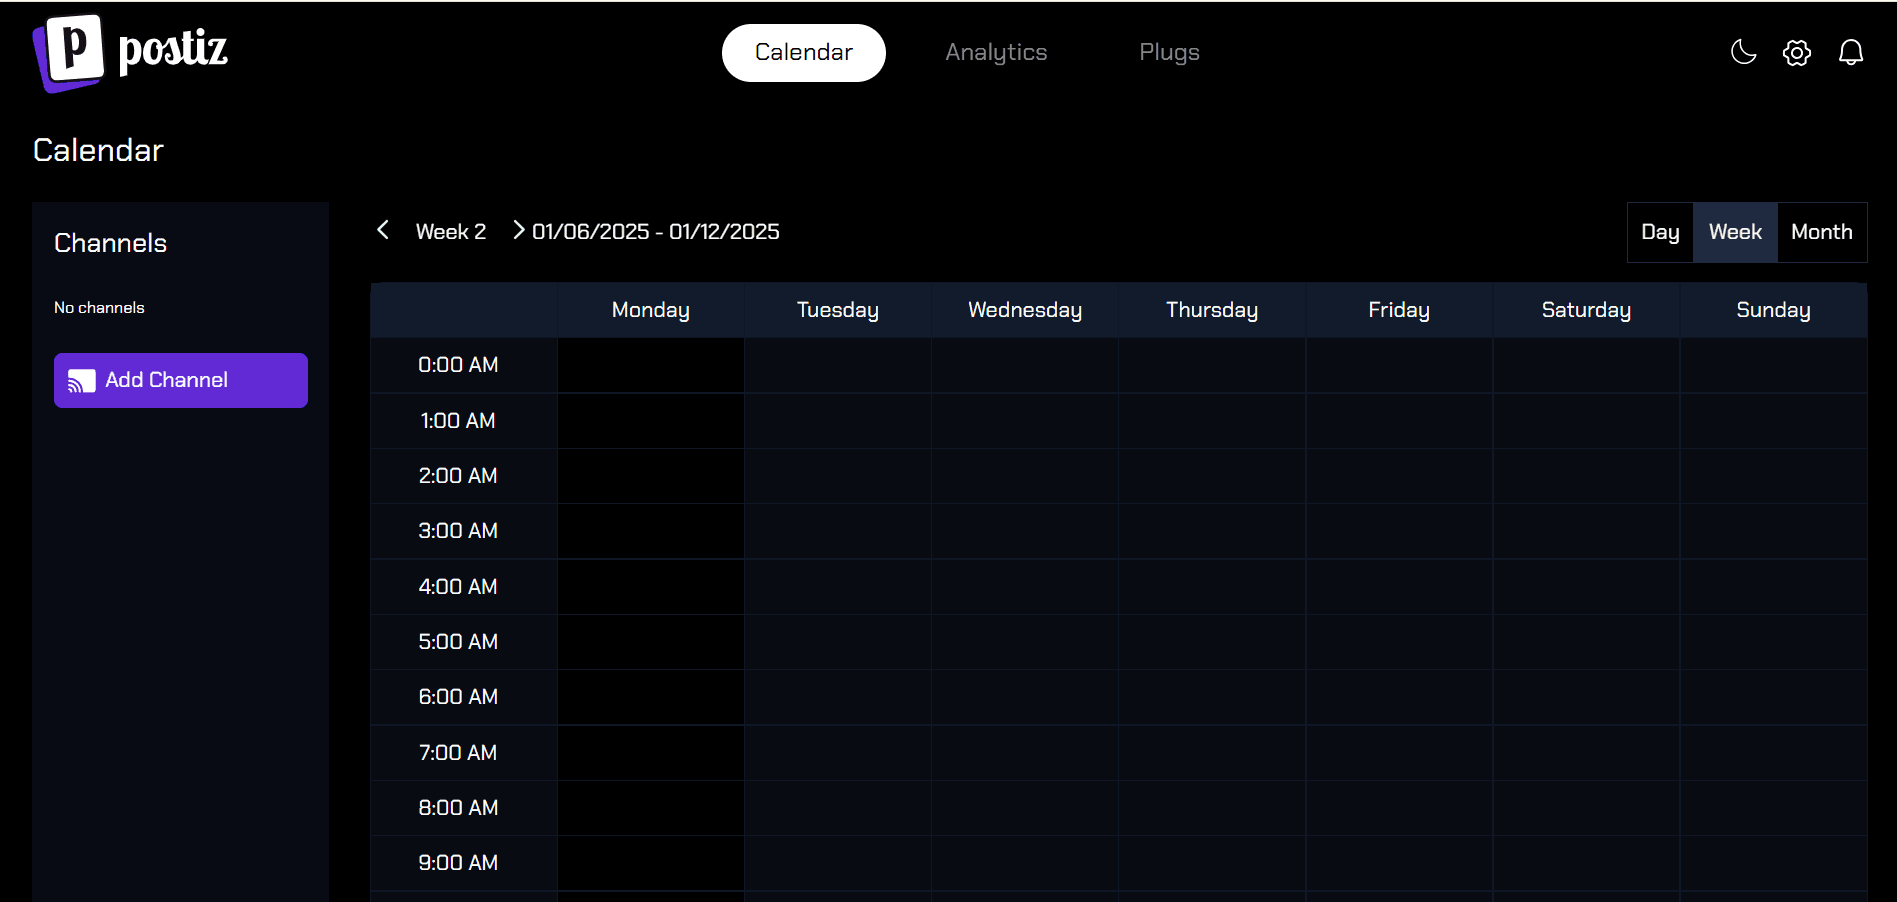 p postiz
Calendar Analytics Plugs
Calendar
Channels
No channels
Add Channel
Week 2 01/06/2025 - 01/12/2025
Day Week Month
Monday Tuesday Wednesday Thursday Friday Saturday Sunday
0:00 AM
1:00 AM
2:00 AM
3:00 AM
4:00 AM
5:00 AM
6:00 AM
7:00 AM
8:00 AM
9:00 AM